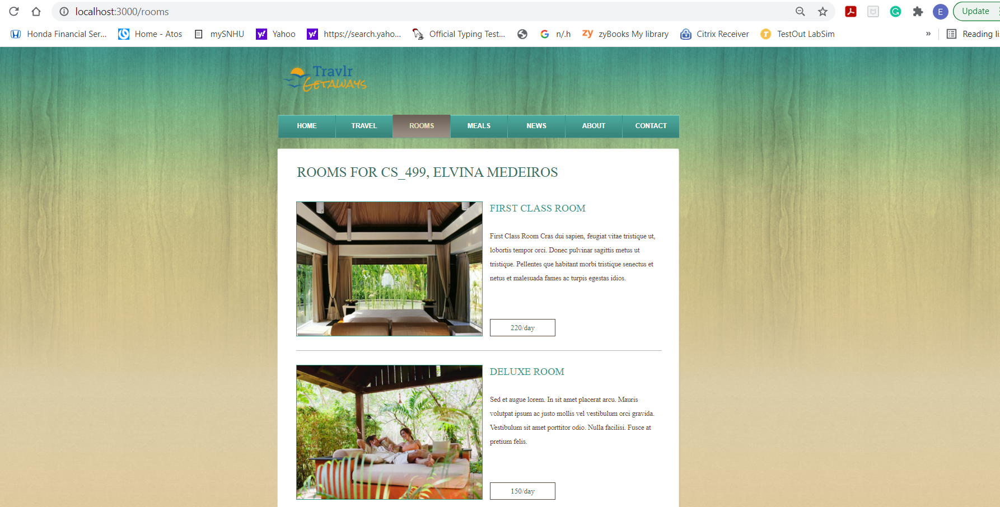 localhost:3000/rooms
E
Update
Honda Financial Ser...
Home - Atos
mySNHU
Yahoo
https://search.yaho...
Official Typing Test...
n/.h
zyBooks My library
Citrix Receiver
TestOut LabSim
»
Reading li
Travlr
Getaways
HOME
TRAVEL
ROOMS
MEALS
NEWS
ABOUT
CONTACT
ROOMS FOR CS_499, ELVINA MEDEIROS
FIRST CLASS ROOM
First Class Room Cras dui sapien, feugiat vitae tristique ut,
lobortis tempor orci. Donec pulvinar sagittis metus ut
tristique. Pellentes que habitant morbi tristique senectus et
netus et malesuada fames ac turpis egestas idios.
220/day
DELUXE ROOM
Sed et augue lorem. In sit amet placerat arcu. Mauris
volutpat ipsum ac justo mollis vel vestibulum orci gravida.
Vestibulum sit amet porttitor odio. Nulla facilisi. Fusce at
pretium felis.
150/day